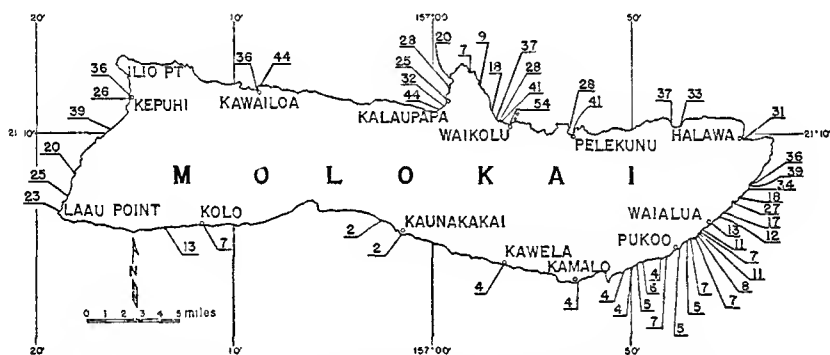 20' 10' 157°00' 50'
20 9
28 7 37
36 44 25 18 28
ILIO PT
36 32 41
26 KEPUHI KAWAILOA 44 54 28 37 33
KALAUPAPA 41 31
39 WAIKOLU PELEKUNU HALAWA
21°10' 21°10'
20 MOLOKAI 36
39
34
25 18
23 LAAU POINT KOLO KAUNAKAKAI WAIALUA 27
17
12
13 7 2 2 PUKOO 13
11
KAWELA 7
N KAMALO 11
4 4 4 4 6 5 7 5 5 7 7 8
4
0 1 2 3 4 5 miles
20' 10' 157°00' 50'